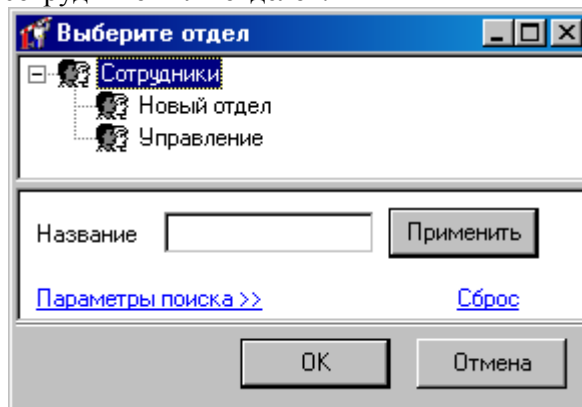 Выберите отдел
Сотрудники
Новый отдел
Управление
Название
Применить
Параметры поиска >>
Сброс
OK
Отмена